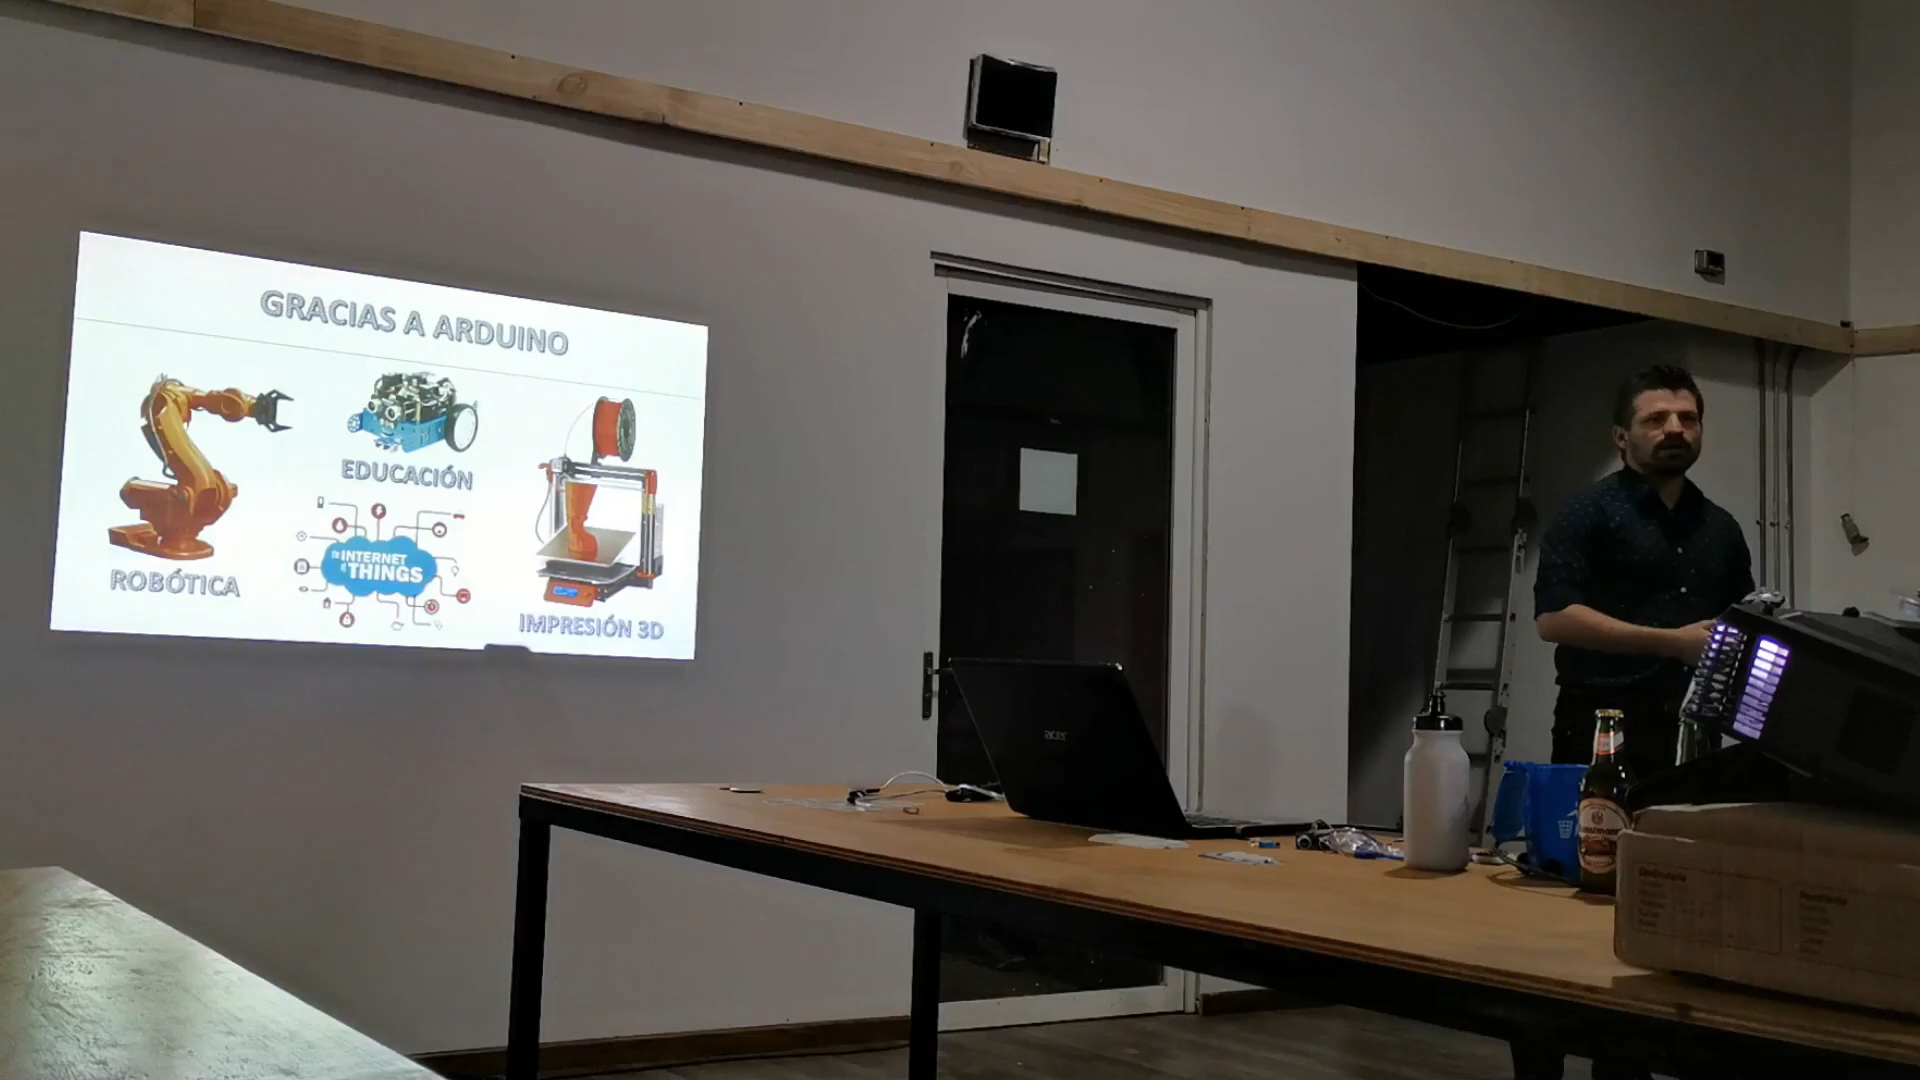 GRACIAS A ARDUINO
EDUCACIÓN
INTERNET
THINGS
ROBÓTICA
IMPRESIÓN 3D
acer